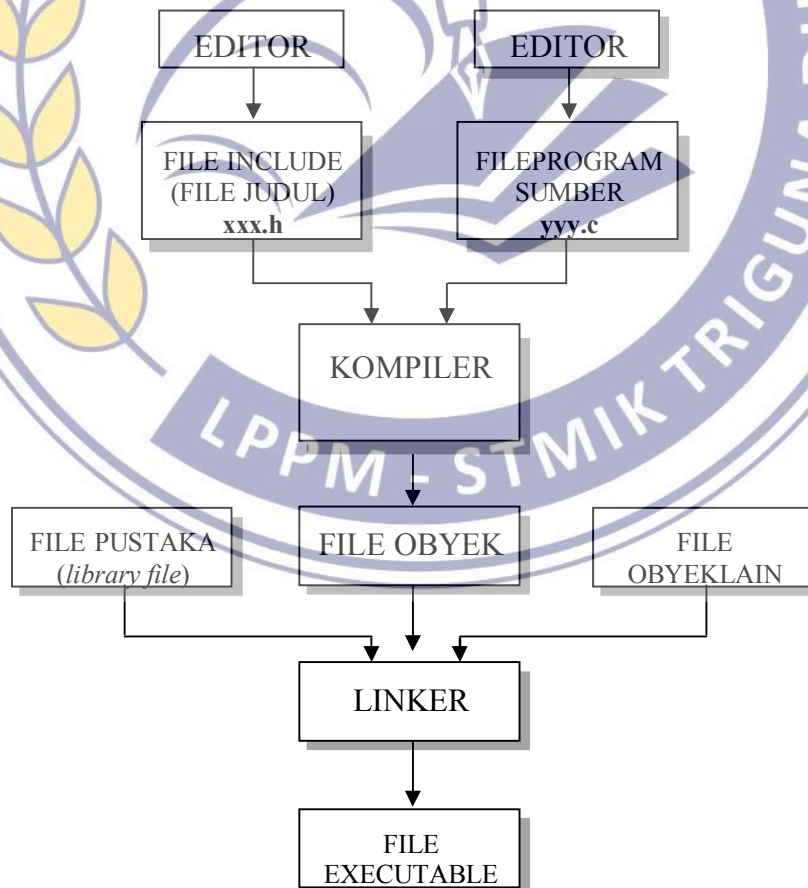 EDITOR
EDITOR
FILE INCLUDE
(FILE JUDUL)
xxx.h
FILEPROGRAM
SUMBER
yyy.c
KOMPILER
LPPM - STMIK TRIGUNA
FILE PUSTAKA
(library file)
FILE OBYEK
FILE
OBYEKLAIN
LINKER
FILE
EXECUTABLE